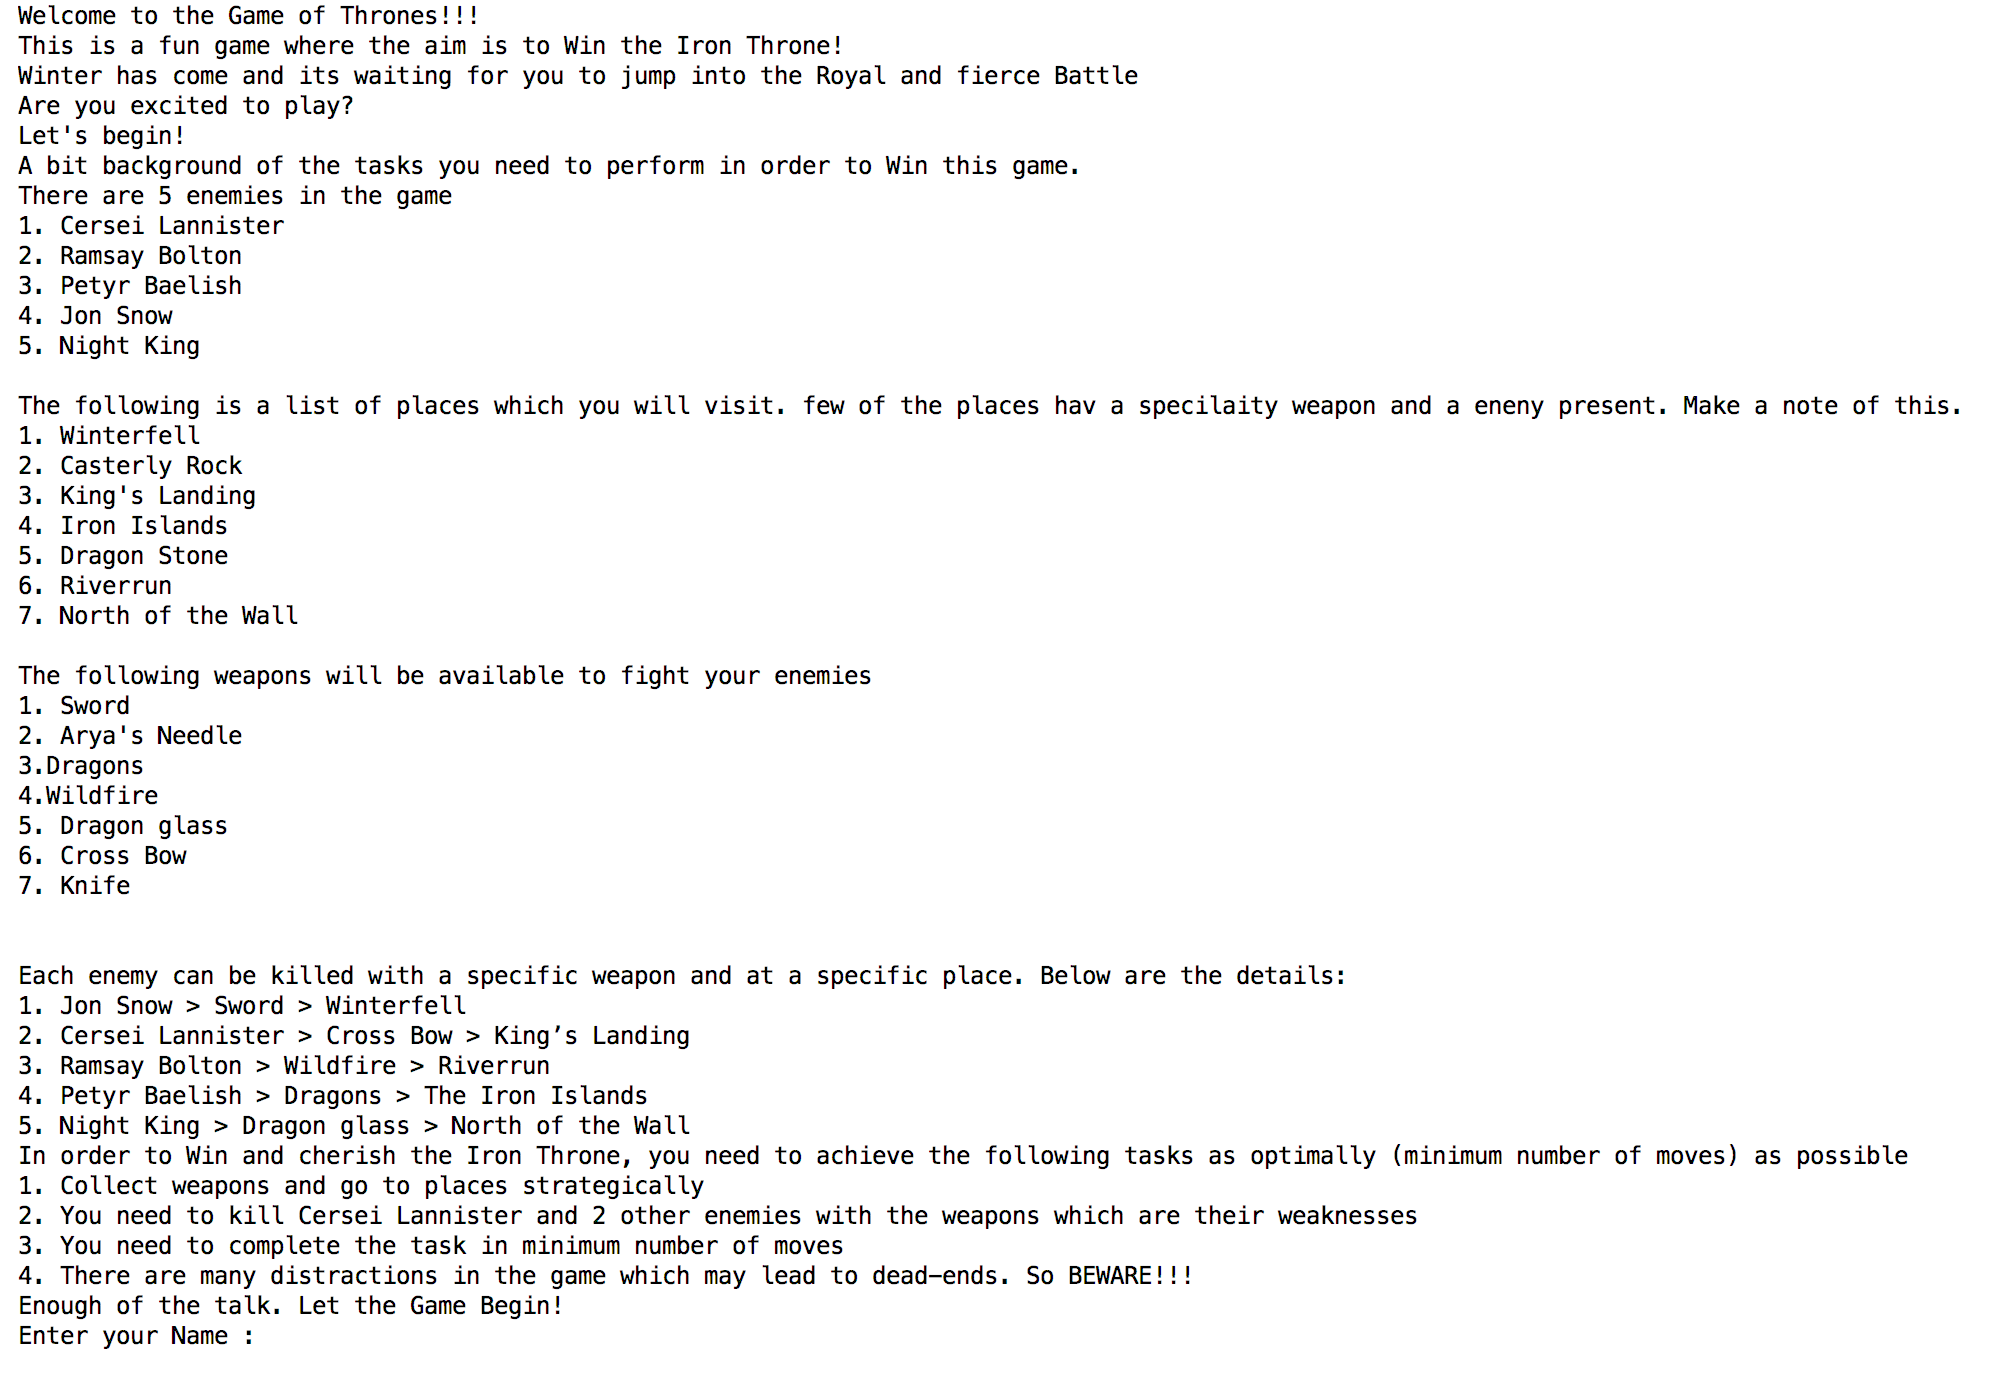 Welcome to the Game of Thrones!!!
This is a fun game where the aim is to Win the Iron Throne!
Winter has come and its waiting for you to jump into the Royal and fierce Battle
Are you excited to play?
Let's begin!
A bit background of the tasks you need to perform in order to Win this game.
There are 5 enemies in the game
1. Cersei Lannister
2. Ramsay Bolton
3. Petyr Baelish
4. Jon Snow
5. Night King
The following is a list of places which you will visit. few of the places hav a specilaity weapon and a eneny present. Make a note of this.
1. Winterfell
2. Casterly Rock
3. King's Landing
4. Iron Islands
5. Dragon Stone
6. Riverrun
7. North of the Wall
The following weapons will be available to fight your enemies
1. Sword
2. Arya's Needle
3.Dragons
4.Wildfire
5. Dragon glass
6. Cross Bow
7. Knife
Each enemy can be killed with a specific weapon and at a specific place. Below are the details:
1. Jon Snow > Sword > Winterfell
2. Cersei Lannister > Cross Bow > King’s Landing
3. Ramsay Bolton > Wildfire > Riverrun
4. Petyr Baelish > Dragons > The Iron Islands
5. Night King > Dragon glass > North of the Wall
In order to Win and cherish the Iron Throne, you need to achieve the following tasks as optimally (minimum number of moves) as possible
1. Collect weapons and go to places strategically
2. You need to kill Cersei Lannister and 2 other enemies with the weapons which are their weaknesses
3. You need to complete the task in minimum number of moves
4. There are many distractions in the game which may lead to dead–ends. So BEWARE!!!
Enough of the talk. Let the Game Begin!
Enter your Name :